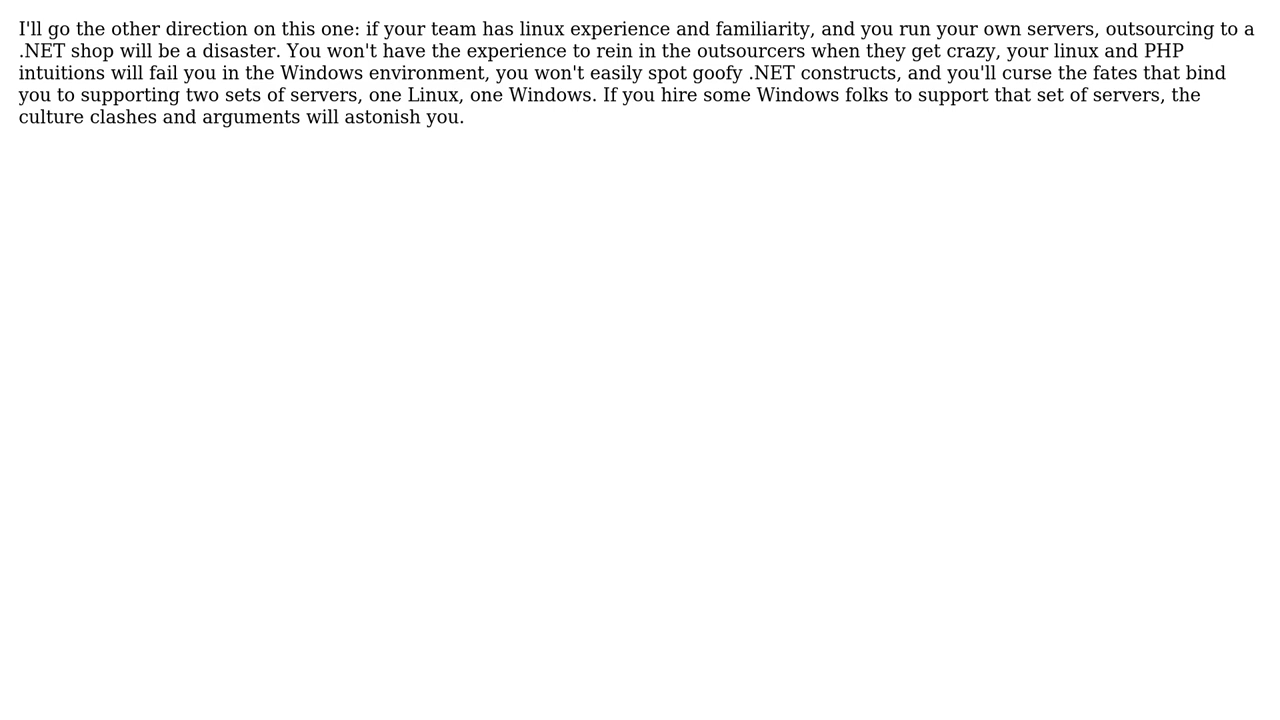 I'll go the other direction on this one: if your team has linux experience and familiarity, and you run your own servers, outsourcing to a
.NET shop will be a disaster. You won't have the experience to rein in the outsourcers when they get crazy, your linux and PHP
intuitions will fail you in the Windows environment, you won't easily spot goofy .NET constructs, and you'll curse the fates that bind
you to supporting two sets of servers, one Linux, one Windows. If you hire some Windows folks to support that set of servers, the
culture clashes and arguments will astonish you.